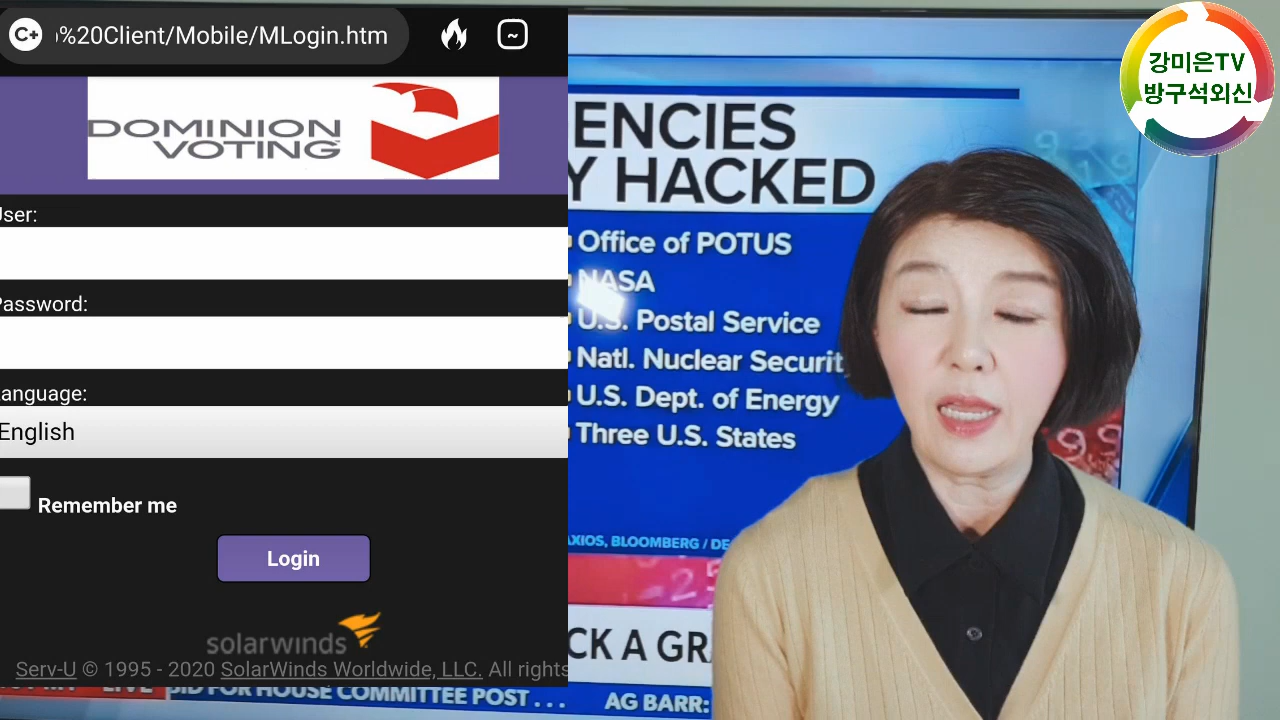 C+
%20Client/Mobile/MLogin.htm
~
DOMINION
VOTING
User:
Password:
Language:
English
Remember me
Login
solarwinds
Serv-U © 1995 - 2020 SolarWinds Worldwide, LLC. All rights
강미은TV
방구석외신
ENCIES
Y HACKED
Office of POTUS
NASA
U.S. Postal Service
Natl. Nuclear Securit
U.S. Dept. of Energy
Three U.S. States
AXIOS, BLOOMBERG / DE
CK A GR
LIVE
BID FOR HOUSE COMMITTEE POST . . .
AG BARR: